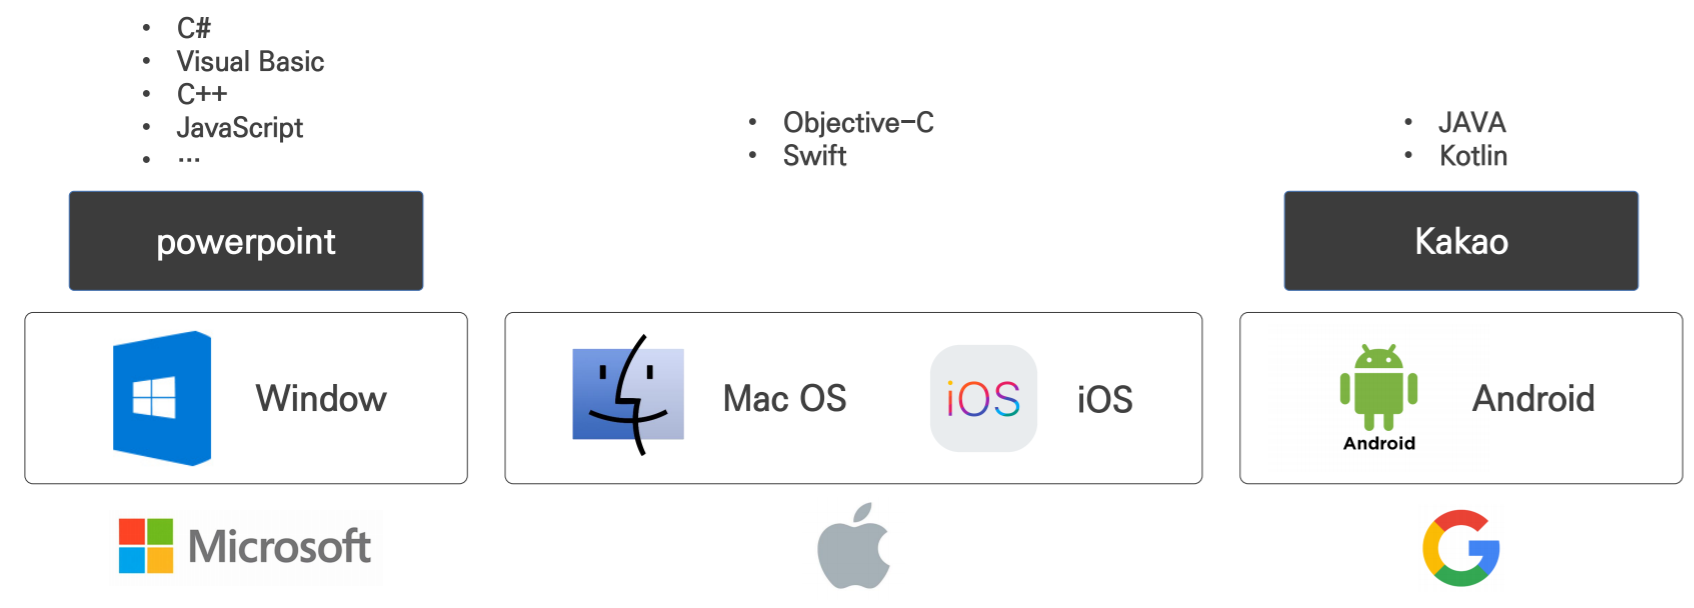 • C#
• Visual Basic
• C++
• JavaScript
• ...
powerpoint
Window
Microsoft
• Objective-C
• Swift
Mac OS
iOS
iOS
• JAVA
• Kotlin
Kakao
Android
Android